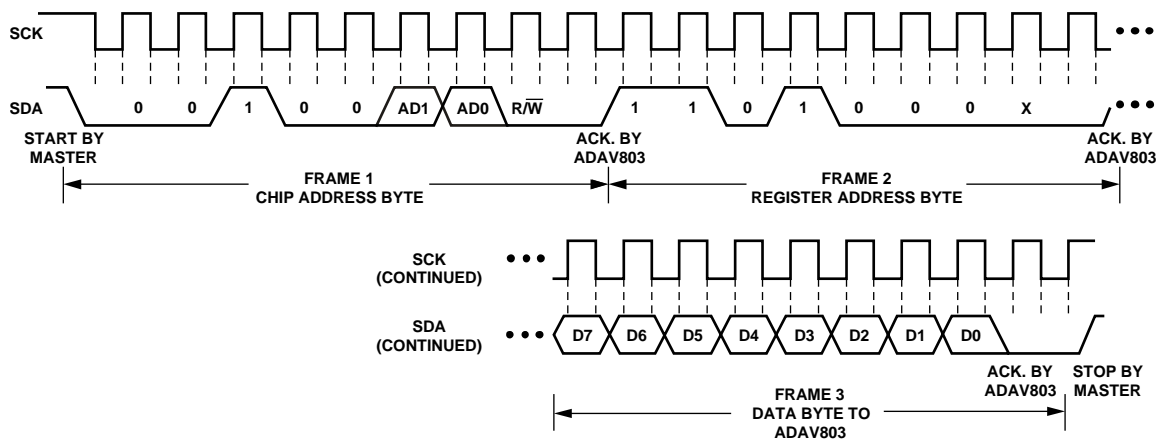 SCK
SDA 0 0 1 0 0 AD1 AD0 R/W̅ 1 1 0 1 0 0 0 X
START BY MASTER
ACK. BY ADAV803
ACK. BY ADAV803
FRAME 1
CHIP ADDRESS BYTE
FRAME 2
REGISTER ADDRESS BYTE
SCK
(CONTINUED)
SDA
(CONTINUED)
D7 D6 D5 D4 D3 D2 D1 D0
ACK. BY
ADAV803
STOP BY
MASTER
FRAME 3
DATA BYTE TO
ADAV803